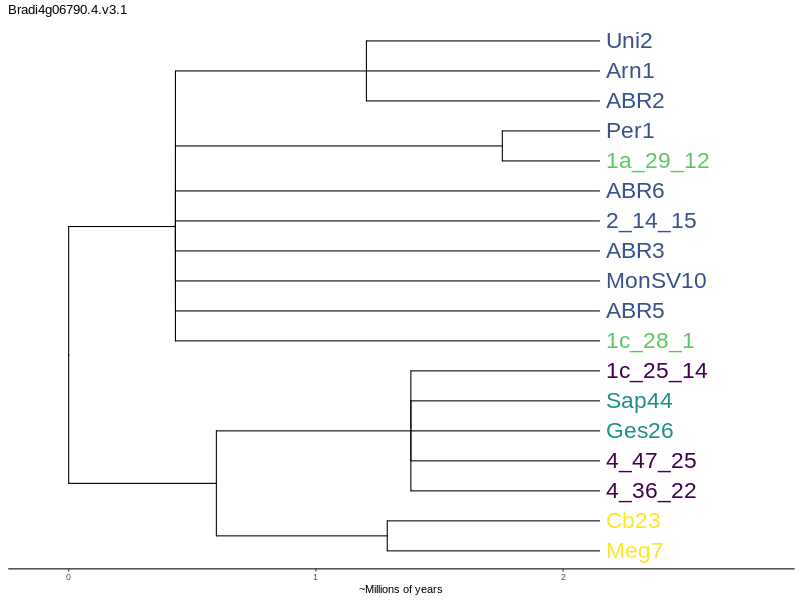 Bradi4g06790.4.v3.1
Uni2
Arn1
ABR2
Per1
1a_29_12
ABR6
2_14_15
ABR3
MonSV10
ABR5
1c_28_1
1c_25_14
Sap44
Ges26
4_47_25
4_36_22
Cb23
Meg7
0 1 2
~Millions of years